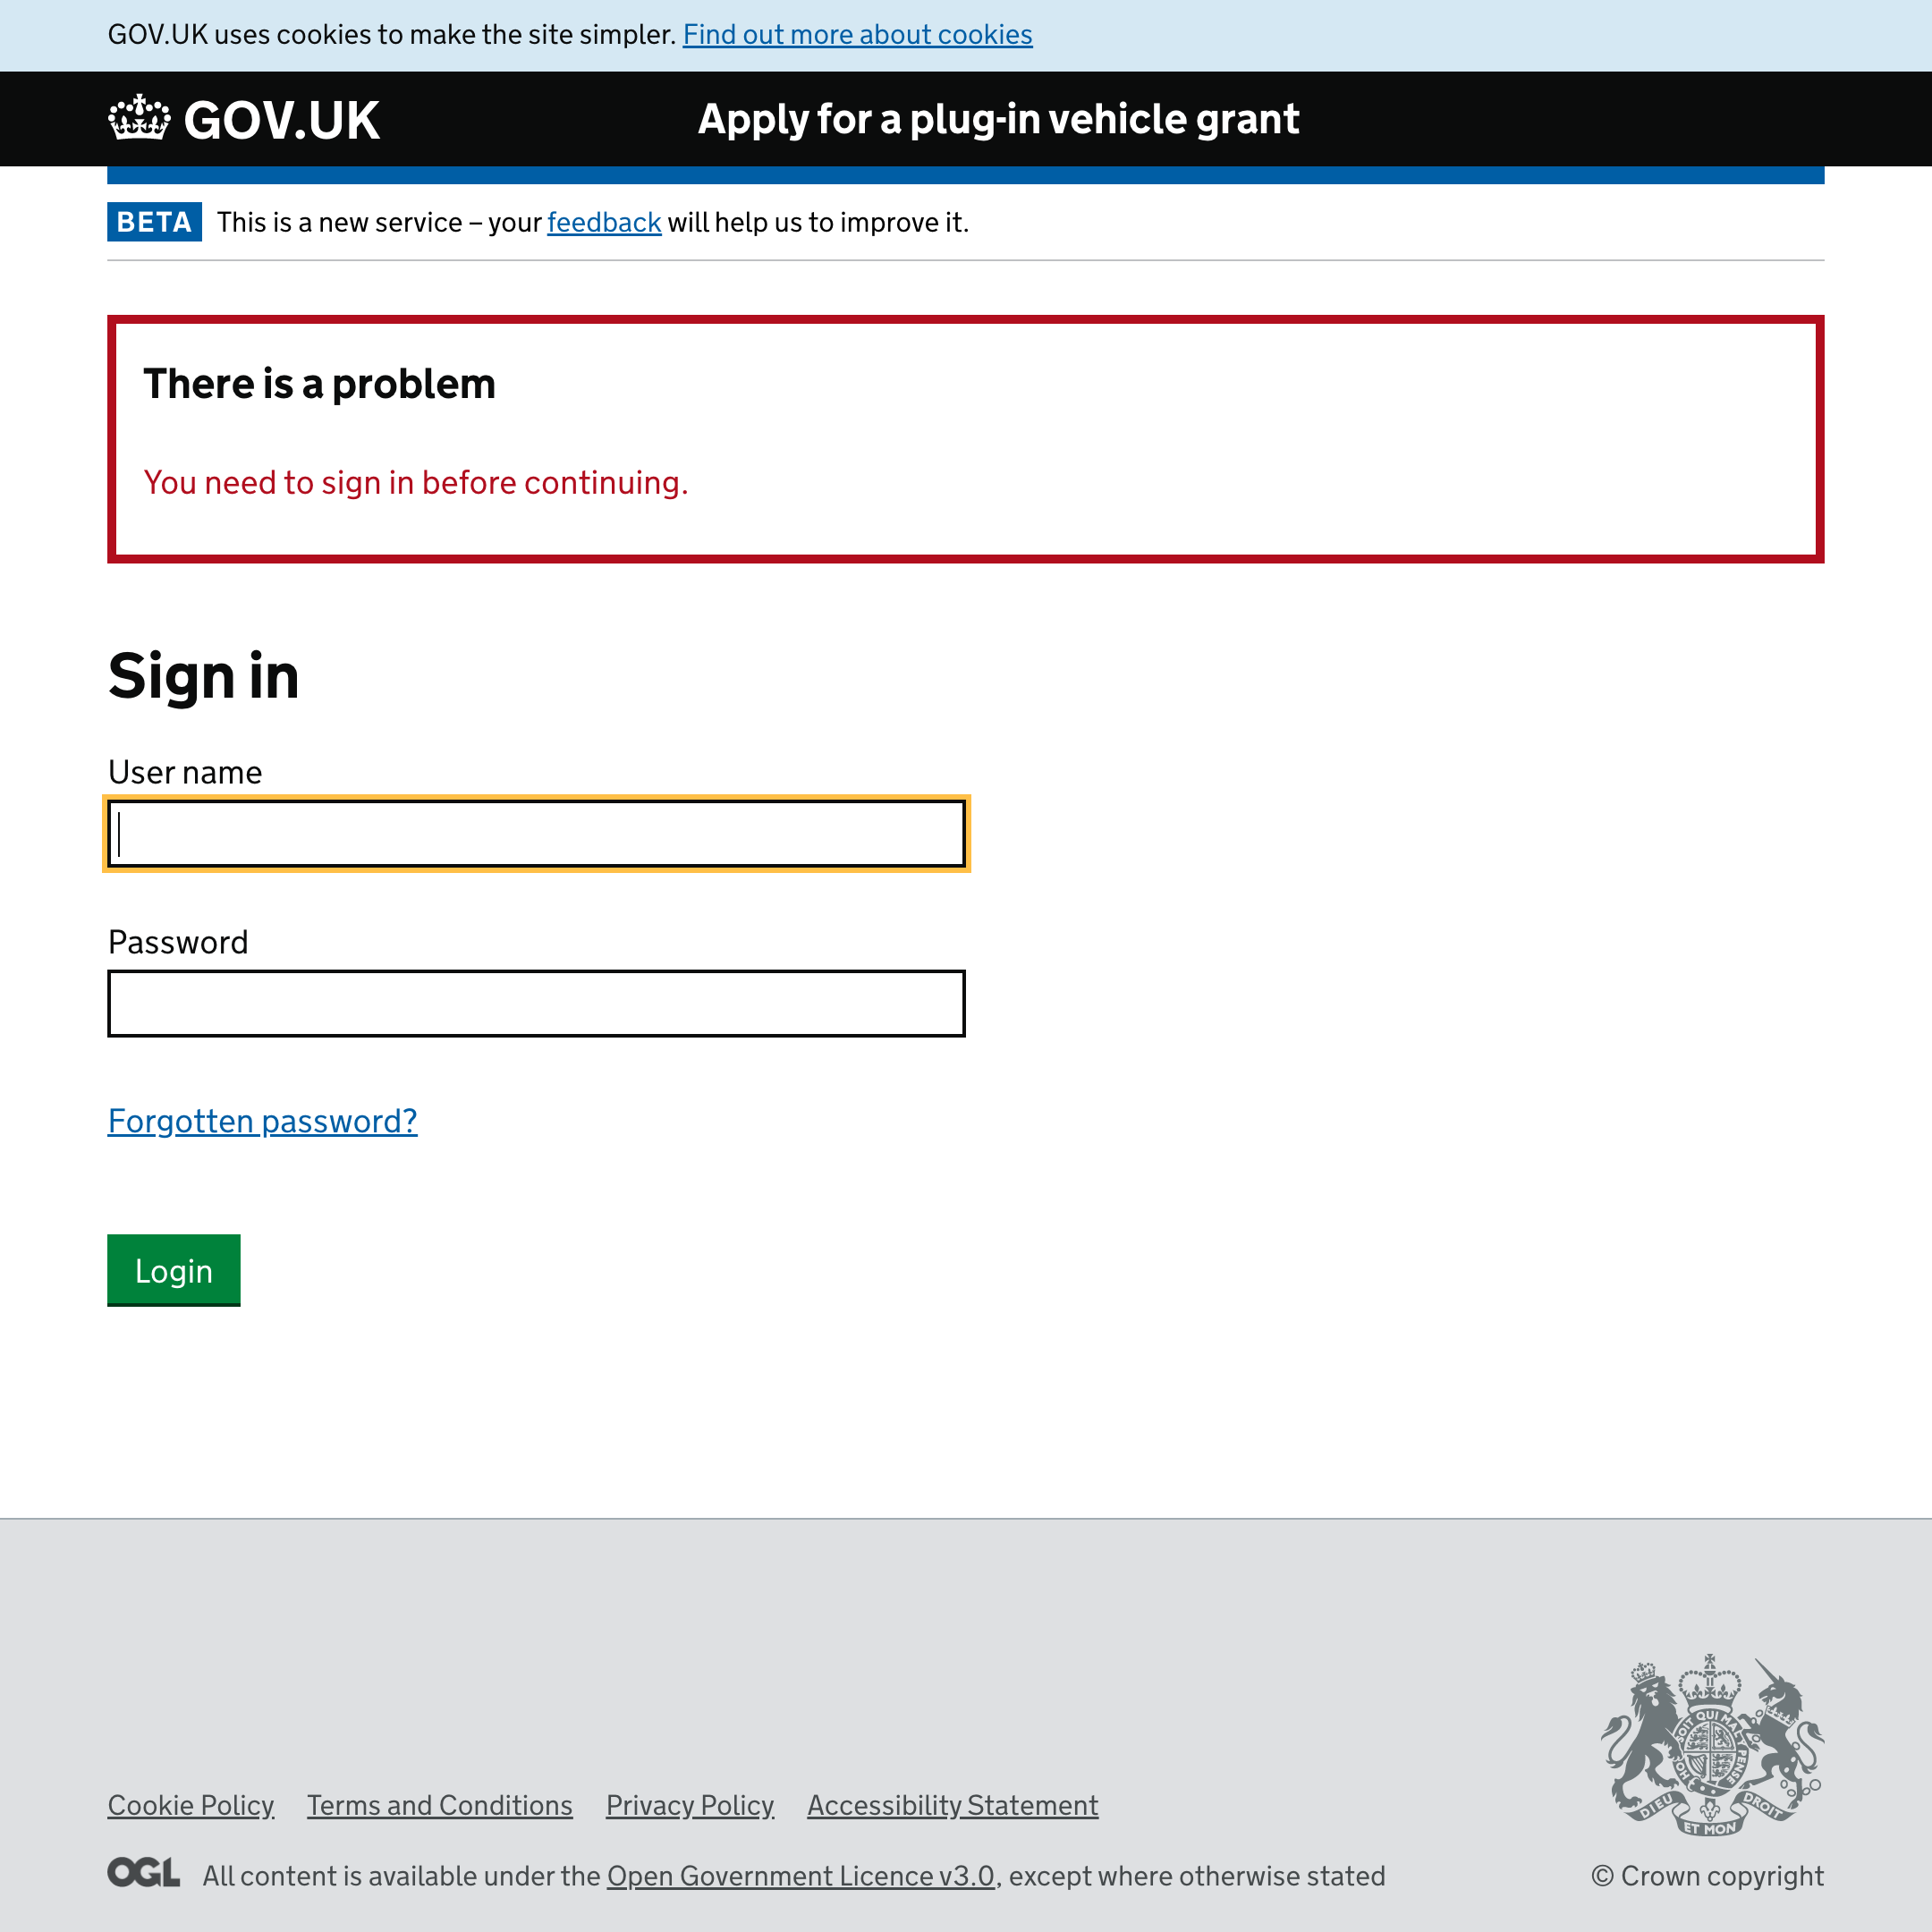 GOV.UK uses cookies to make the site simpler. Find out more about cookies
GOV.UK
Apply for a plug-in vehicle grant
BETA This is a new service – your feedback will help us to improve it.
There is a problem
You need to sign in before continuing.
Sign in
User name
Password
Forgotten password?
Login
Cookie Policy Terms and Conditions Privacy Policy Accessibility Statement
OGL All content is available under the Open Government Licence v3.0, except where otherwise stated
DIEU ET MON DROIT
© Crown copyright